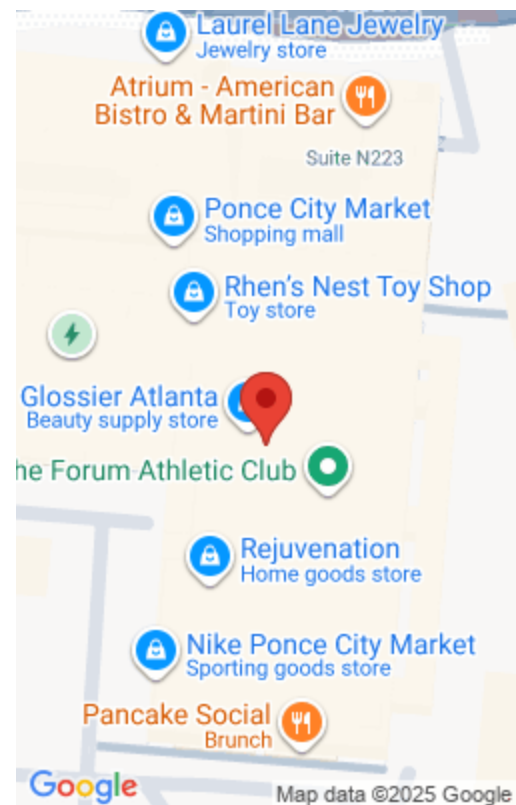 Laurel Lane Jewelry
Jewelry store
Atrium - American
Bistro & Martini Bar
Suite N223
Ponce City Market
Shopping mall
Rhen's Nest Toy Shop
Toy store
Glossier Atlanta
Beauty supply store
he Forum Athletic Club
Rejuvenation
Home goods store
Nike Ponce City Market
Sporting goods store
Pancake Social
Brunch
Google
Map data ©2025 Google